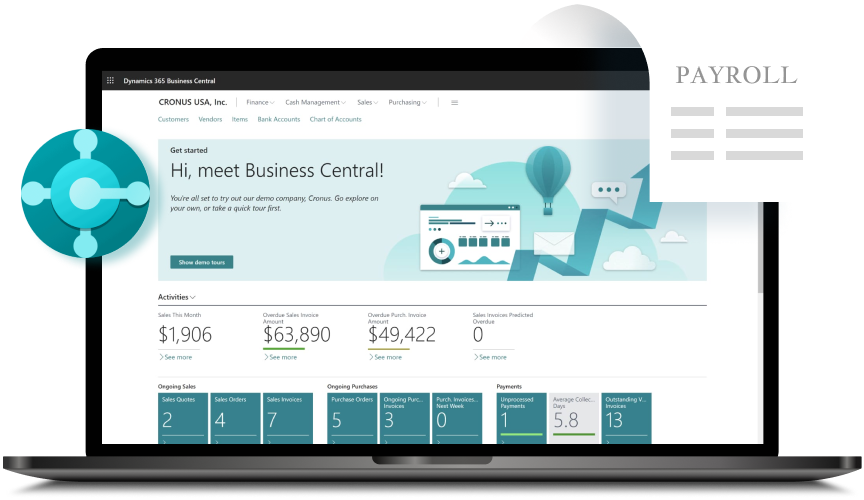 PAYROLL
Dynamics 365 Business Central
CRONUS USA, Inc. Finance Cash Management Sales Purchasing
Customers Vendors Items Bank Accounts Chart of Accounts
Get started
Hi, meet Business Central!
You're all set to try out our demo company, Cronus. Go explore on
your own, or take a quick tour first.
Show demo tours
Activities
Sales This Month
$1,906
See more
Overdue Sales Invoice
Amount
$63,890
See more
Overdue Purch. Invoice
Amount
$49,422
See more
Sales Invoices Predicted
Overdue
0
See more
Ongoing Sales
Sales Quotes
2
Sales Orders
4
Sales Invoices
7
Ongoing Purchases
Purchase Orders
5
Ongoing Purc...
Invoices
3
Purch. Invoices...
Next Week
0
Payments
Unprocessed
Payments
1
Average Collec...
Days
5.8
Outstanding V...
Invoices
13